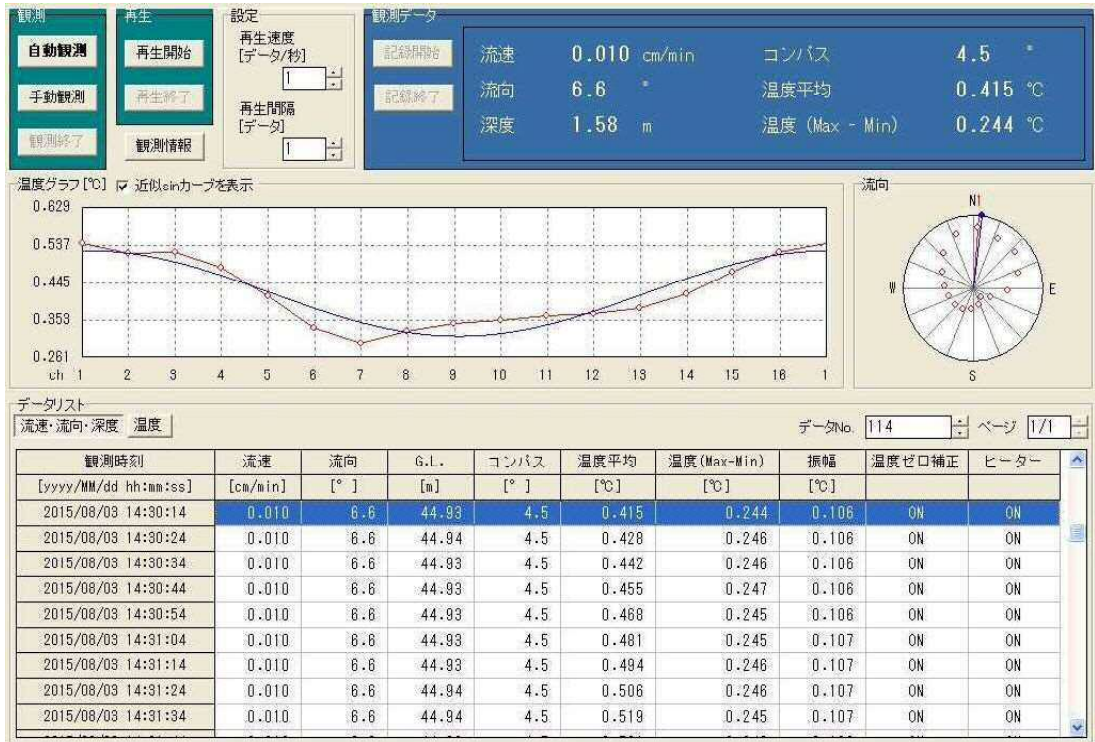 観測
自動観測
手動観測
観測終了
再生
再生開始
再生終了
観測情報
設定
再生速度
[データ/秒]
1
再生間隔
[データ]
1
観測データ
記録開始
記録終了
流速 0.010 cm/min コンパス 4.5 °
流向 6.6 ° 温度平均 0.415 ℃
深度 1.58 m 温度 (Max - Min) 0.244 ℃
温度グラフ[℃] 近似sinカーブを表示
0.629
0.537
0.445
0.353
0.261
ch 1 2 3 4 5 6 7 8 9 10 11 12 13 14 15 16 1
流向
N1
W E
S
データリスト
流速・流向・深度 温度 データNo. 114 ページ 1/1
観測時刻 流速 流向 G.L. コンパス 温度平均 温度(Max-Min) 振幅 温度ゼロ補正 ヒーター
[yyyy/MM/dd hh:mm:ss] [cm/min] [° ] [m] [° ] [℃] [℃] [℃]
2015/08/03 14:30:14 0.010 6.6 44.93 4.5 0.415 0.244 0.106 ON ON
2015/08/03 14:30:24 0.010 6.6 44.94 4.5 0.428 0.246 0.106 ON ON
2015/08/03 14:30:34 0.010 6.6 44.93 4.5 0.442 0.246 0.106 ON ON
2015/08/03 14:30:44 0.010 6.6 44.93 4.5 0.455 0.247 0.106 ON ON
2015/08/03 14:30:54 0.010 6.6 44.93 4.5 0.468 0.245 0.106 ON ON
2015/08/03 14:31:04 0.010 6.6 44.93 4.5 0.481 0.245 0.107 ON ON
2015/08/03 14:31:14 0.010 6.6 44.93 4.5 0.494 0.246 0.107 ON ON
2015/08/03 14:31:24 0.010 6.6 44.94 4.5 0.506 0.246 0.107 ON ON
2015/08/03 14:31:34 0.010 6.6 44.94 4.5 0.519 0.245 0.107 ON ON